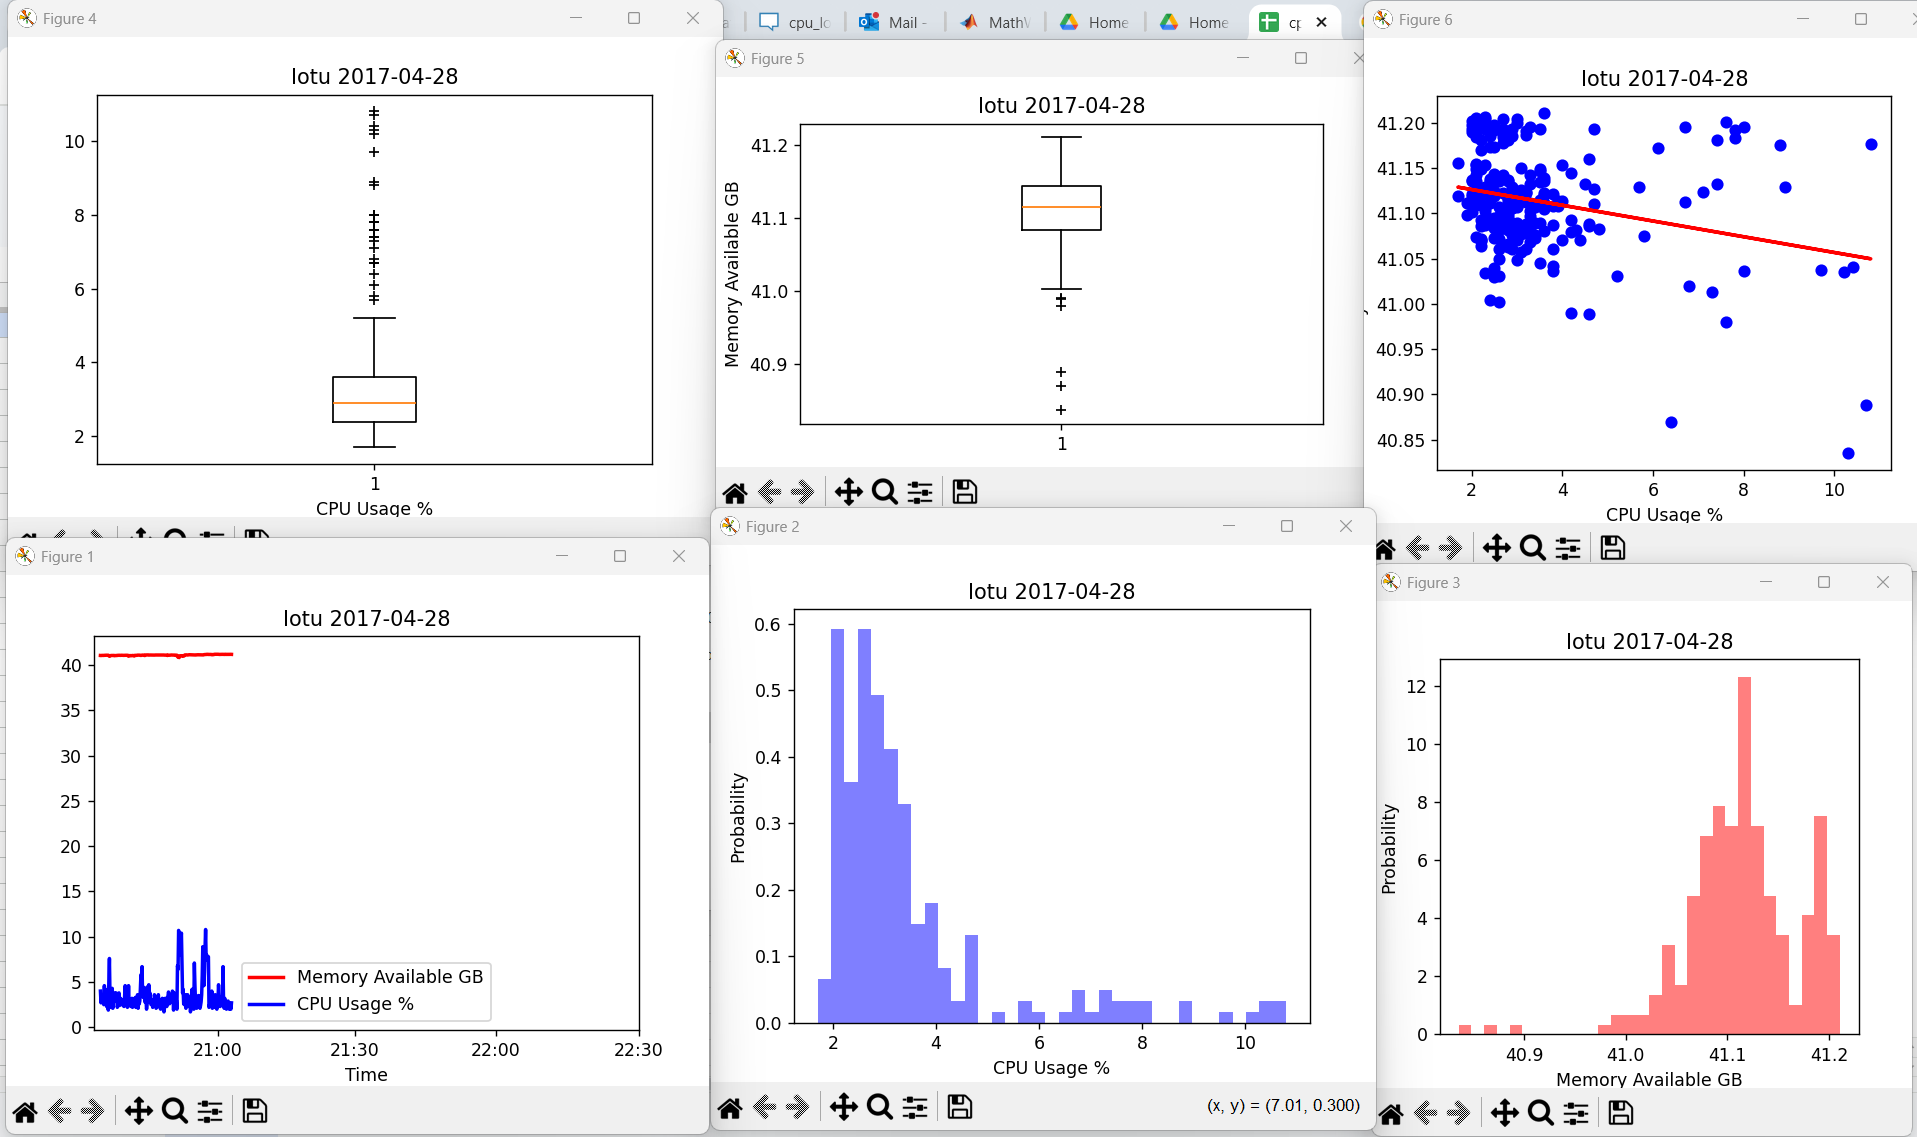 Figure 4
lotu 2017-04-28
10
8
6
4
2
1
CPU Usage %
cpu_lo
Mail -
MathW
Home
Home
Figure 5
lotu 2017-04-28
Memory Available GB
41.2
41.1
41.0
40.9
1
Figure 6
lotu 2017-04-28
41.20
41.15
41.10
41.05
41.00
40.95
40.90
40.85
2 4 6 8 10
CPU Usage %
Figure 1
lotu 2017-04-28
40
35
30
25
20
15
10
5
0
Memory Available GB
CPU Usage %
21:00 21:30 22:00 22:30
Time
Figure 2
lotu 2017-04-28
Probability
0.6
0.5
0.4
0.3
0.2
0.1
0.0
2 4 6 8 10
CPU Usage %
(x, y) = (7.01, 0.300)
Figure 3
lotu 2017-04-28
Probability
12
10
8
6
4
2
0
40.9 41.0 41.1 41.2
Memory Available GB